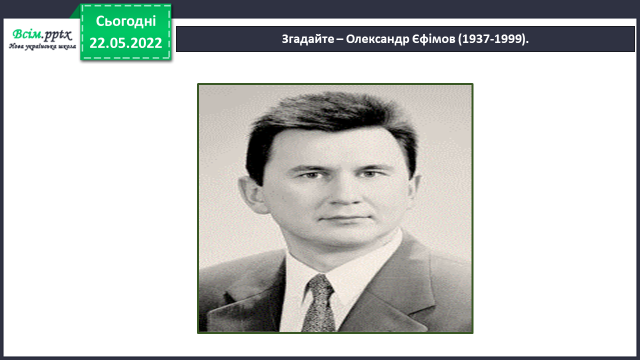 Всім.pptx
Нова українська школа
Сьогодні
22.05.2022
Згадайте – Олександр Єфімов (1937-1999).